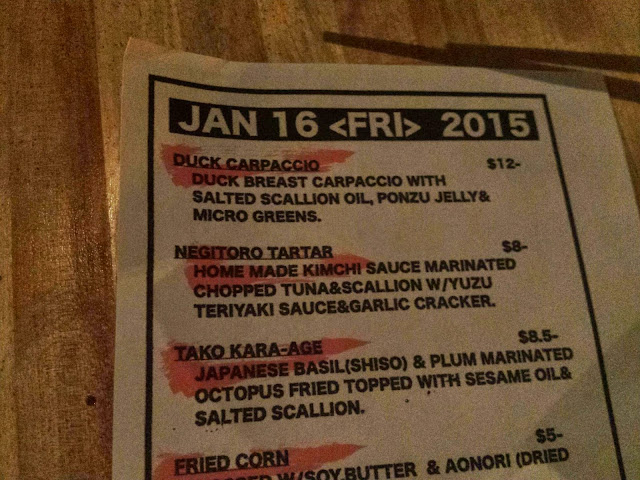 JAN 16 <FRI> 2015
DUCK CARPACCIO $12-
DUCK BREAST CARPACCIO WITH
SALTED SCALLION OIL, PONZU JELLY&
MICRO GREENS.
NEGITORO TARTAR $8-
HOME MADE KIMCHI SAUCE MARINATED
CHOPPED TUNA&SCALLION W/YUZU
TERIYAKI SAUCE&GARLIC CRACKER.
TAKO KARA-AGE $8.5-
JAPANESE BASIL(SHISO) & PLUM MARINATED
OCTOPUS FRIED TOPPED WITH SESAME OIL&
SALTED SCALLION.
FRIED CORN $5-
W/SOY,BUTTER & AONORI (DRIED